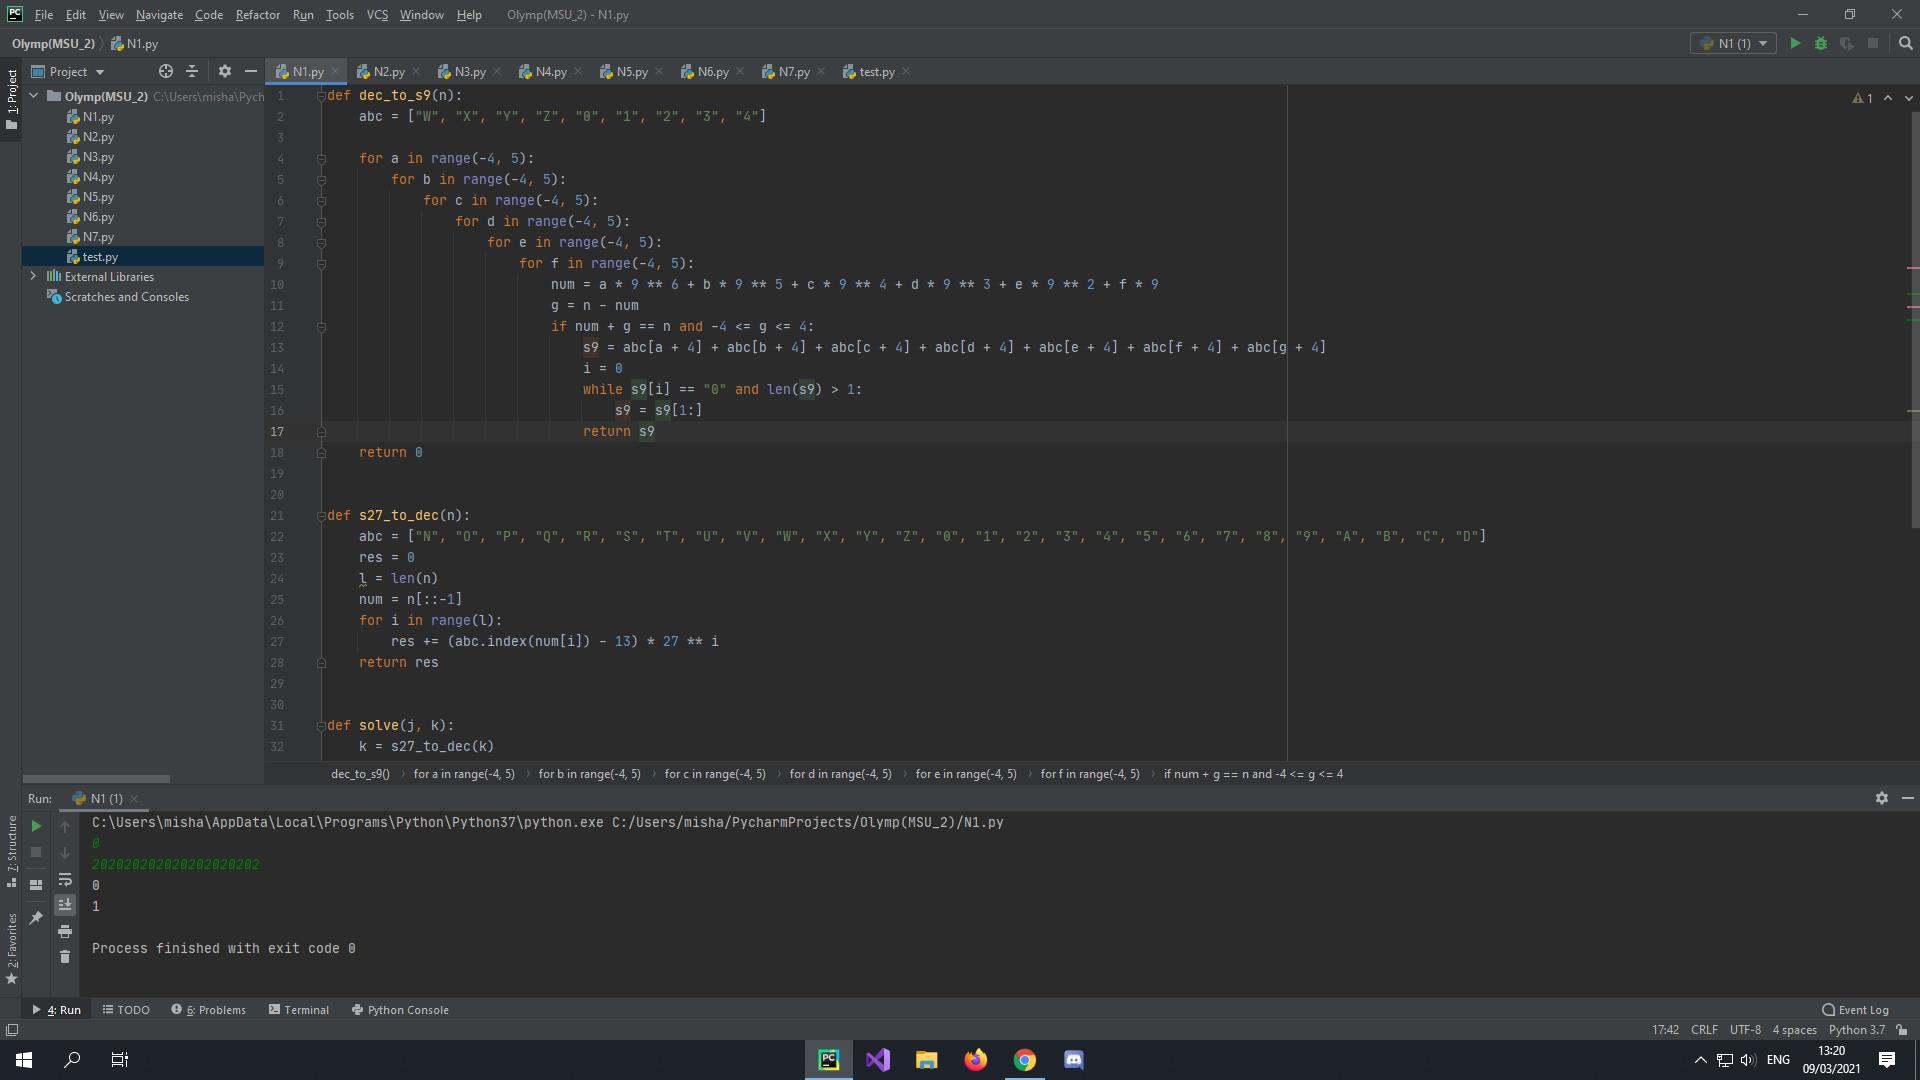 File Edit View Navigate Code Refactor Run Tools VCS Window Help Olymp(MSU_2) - N1.py
Olymp(MSU_2) N1.py N1 (1)
Project N1.py N2.py N3.py N4.py N5.py N6.py N7.py test.py
1: Project
Olymp(MSU_2) C:\Users\misha\Pych
N1.py
N2.py
N3.py
N4.py
N5.py
N6.py
N7.py
test.py
External Libraries
Scratches and Consoles
1
1 def dec_to_s9(n):
2 abc = ["W", "X", "Y", "Z", "0", "1", "2", "3", "4"]
3
4 for a in range(-4, 5):
5 for b in range(-4, 5):
6 for c in range(-4, 5):
7 for d in range(-4, 5):
8 for e in range(-4, 5):
9 for f in range(-4, 5):
10 num = a * 9 ** 6 + b * 9 ** 5 + c * 9 ** 4 + d * 9 ** 3 + e * 9 ** 2 + f * 9
11 g = n - num
12 if num + g == n and -4 <= g <= 4:
13 s9 = abc[a + 4] + abc[b + 4] + abc[c + 4] + abc[d + 4] + abc[e + 4] + abc[f + 4] + abc[g + 4]
14 i = 0
15 while s9[i] == "0" and len(s9) > 1:
16 s9 = s9[1:]
17 return s9
18 return 0
19
20
21 def s27_to_dec(n):
22 abc = ["N", "O", "P", "Q", "R", "S", "T", "U", "V", "W", "X", "Y", "Z", "0", "1", "2", "3", "4", "5", "6", "7", "8", "9", "A", "B", "C", "D"]
23 res = 0
24 l = len(n)
25 num = n[::-1]
26 for i in range(l):
27 res += (abc.index(num[i]) - 13) * 27 ** i
28 return res
29
30
31 def solve(j, k):
32 k = s27_to_dec(k)
dec_to_s9() for a in range(-4, 5) for b in range(-4, 5) for c in range(-4, 5) for d in range(-4, 5) for e in range(-4, 5) for f in range(-4, 5) if num + g == n and -4 <= g <= 4
Run: N1 (1)
7: Structure
2: Favorites
C:\Users\misha\AppData\Local\Programs\Python\Python37\python.exe C:/Users/misha/PycharmProjects/Olymp(MSU_2)/N1.py
0
202020202020202020202
0
1
Process finished with exit code 0
4: Run TODO 6: Problems Terminal Python Console Event Log
17:42 CRLF UTF-8 4 spaces Python 3.7
ENG 13:20
09/03/2021